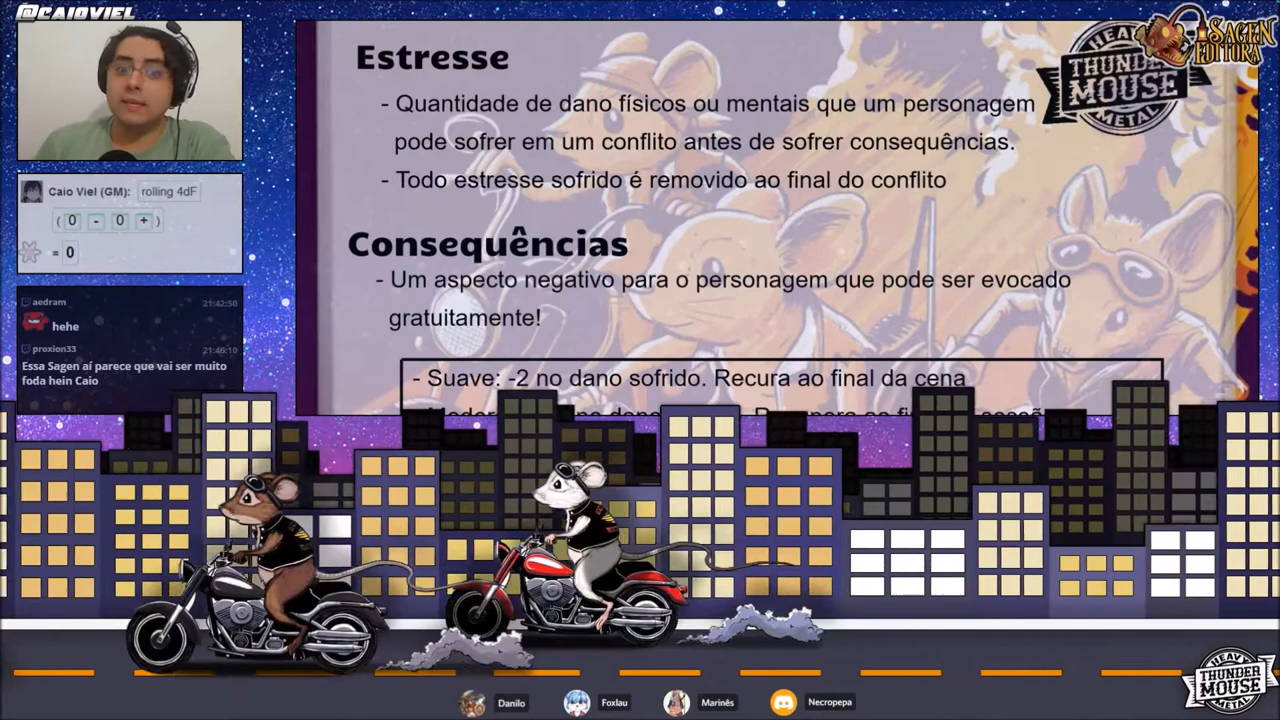 @CAIOVIEL
Estresse
- Quantidade de dano físicos ou mentais que um personagem
pode sofrer em um conflito antes de sofrer consequências.
- Todo estresse sofrido é removido ao final do conflito
Consequências
- Um aspecto negativo para o personagem que pode ser evocado
gratuitamente!
- Suave: -2 no dano sofrido. Recura ao final da cena
HEAVY
THUNDER
MOUSE
METAL
SAGEN
EDITORA
Caio Viel (GM): rolling 4dF
( 0 - 0 + )
= 0
aedram 21:42:50
hehe
proxion33 21:46:10
Essa Sagen aí parece que vai ser muito
foda hein Caio
Danilo
Foxlau
Marinês
Necropepa
HEAVY
THUNDER
MOUSE
METAL